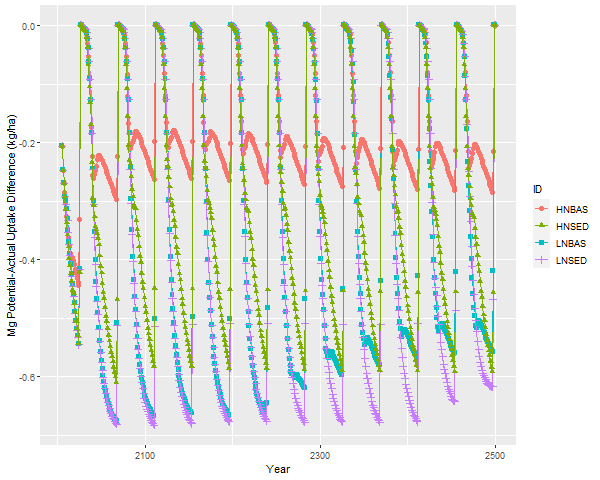 0.0
-0.2
-0.4
-0.6
Mg Potential-Actual Uptake Difference (kg/ha)
2100
2300
2500
Year
ID
HNBAS
HNSED
LNBAS
LNSED